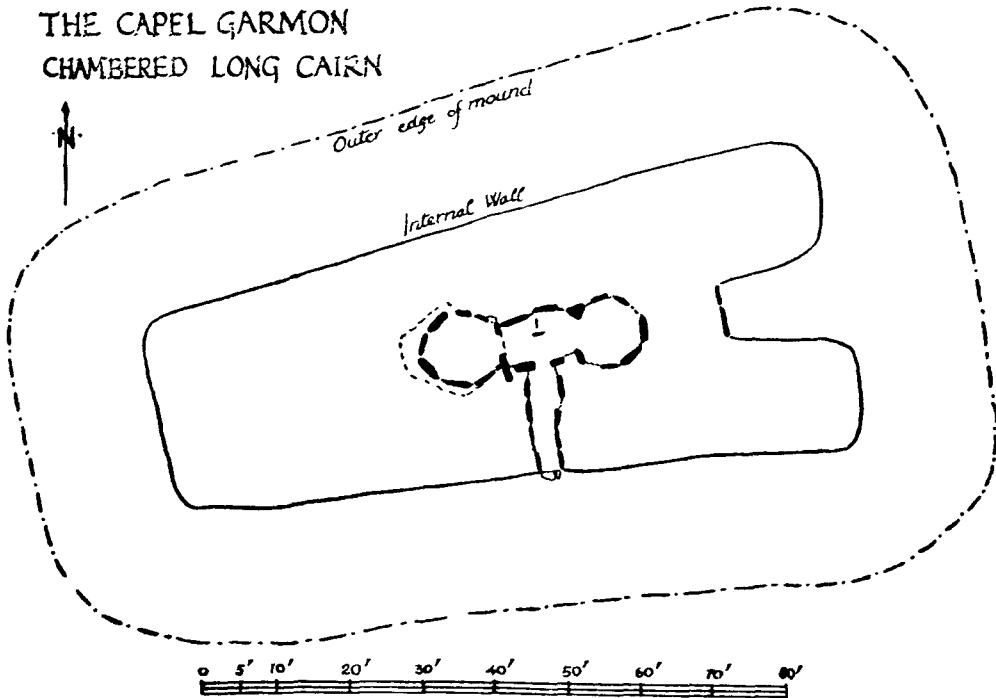 THE CAPEL GARMON
CHAMBERED LONG CAIRN
N
Outer edge of mound
Internal Wall
0 5' 10' 20' 30' 40' 50' 60' 70' 80'